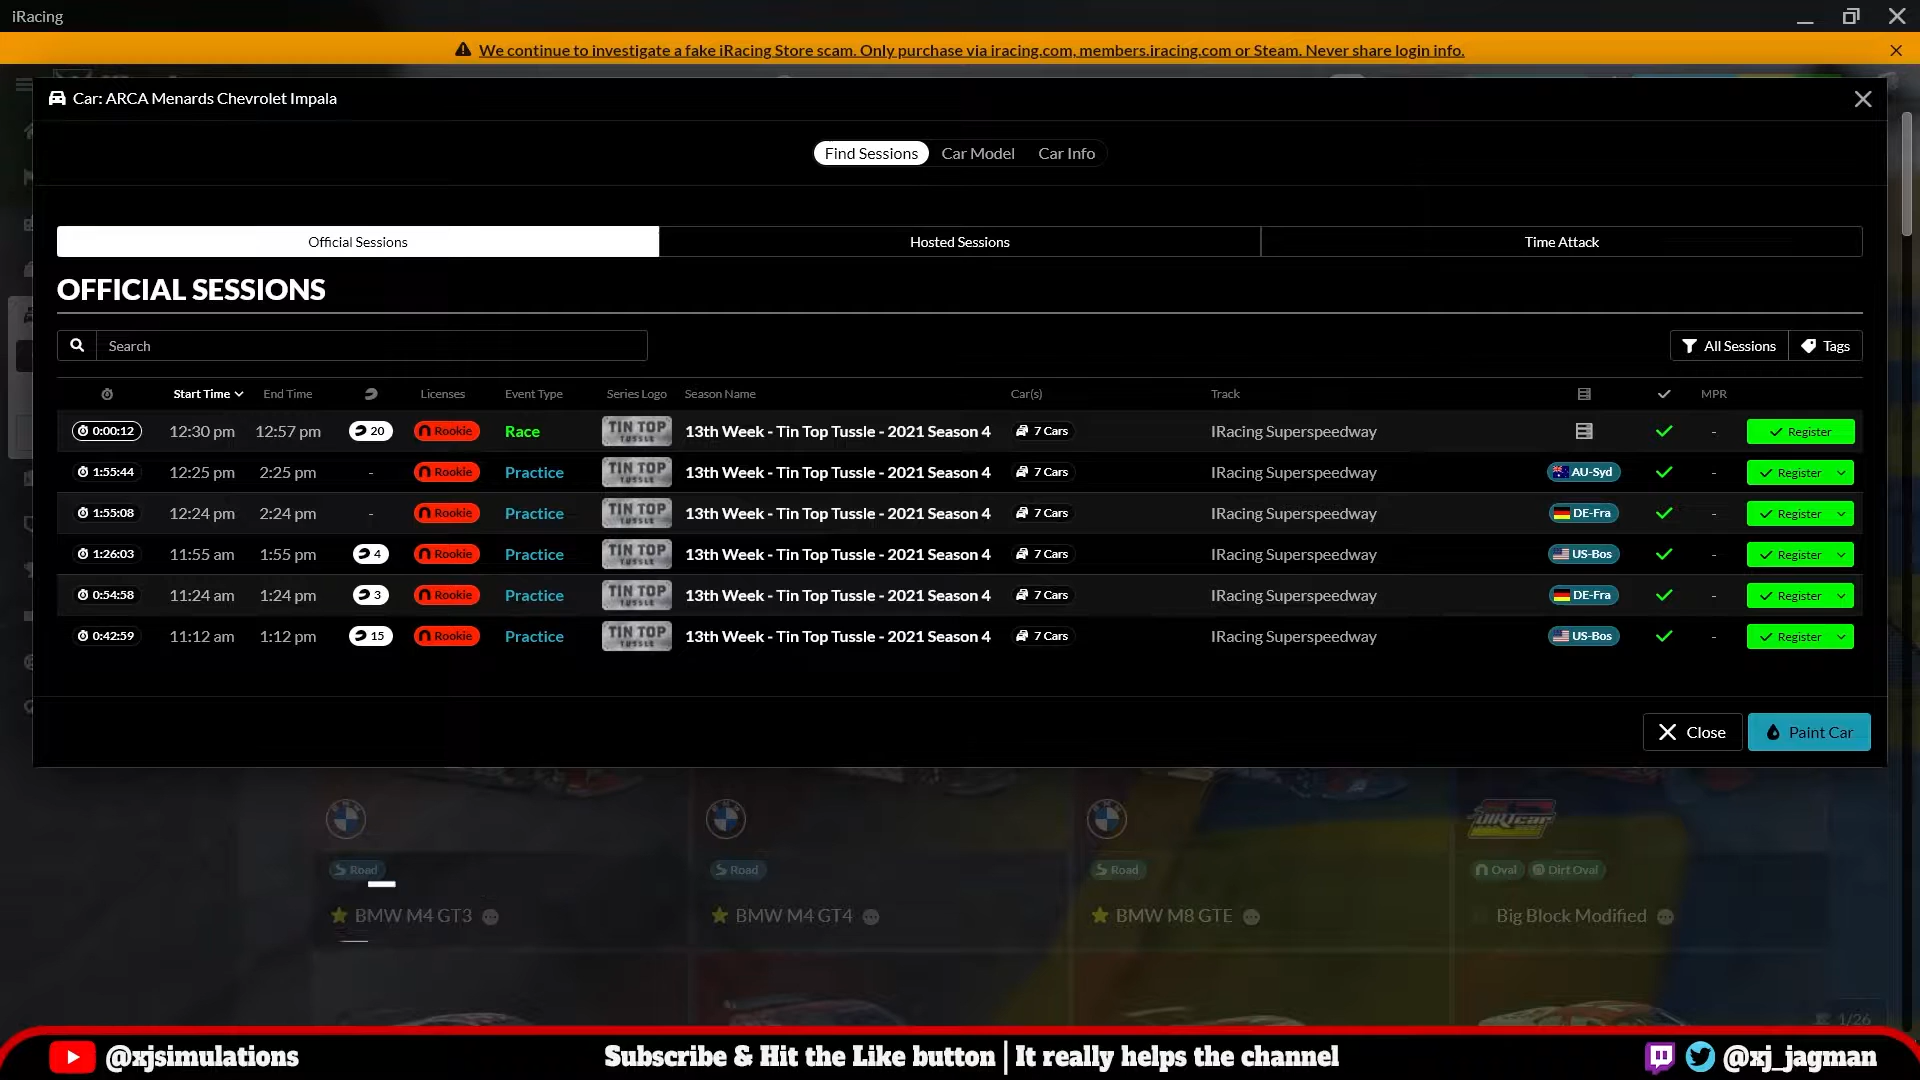 iRacing
We continue to investigate a fake iRacing Store scam. Only purchase via iracing.com, members.iracing.com or Steam. Never share login info.
Car: ARCA Menards Chevrolet Impala
Find Sessions Car Model Car Info
Official Sessions Hosted Sessions Time Attack
OFFICIAL SESSIONS
Search All Sessions Tags
Start Time End Time Licenses Event Type Series Logo Season Name Car(s) Track MPR
0:00:12 12:30 pm 12:57 pm 20 Rookie Race TIN TOP TUSSLE 13th Week - Tin Top Tussle - 2021 Season 4 7 Cars IRacing Superspeedway - Register
1:55:44 12:25 pm 2:25 pm - Rookie Practice TIN TOP TUSSLE 13th Week - Tin Top Tussle - 2021 Season 4 7 Cars IRacing Superspeedway AU-Syd - Register
1:55:08 12:24 pm 2:24 pm - Rookie Practice TIN TOP TUSSLE 13th Week - Tin Top Tussle - 2021 Season 4 7 Cars IRacing Superspeedway DE-Fra - Register
1:26:03 11:55 am 1:55 pm 4 Rookie Practice TIN TOP TUSSLE 13th Week - Tin Top Tussle - 2021 Season 4 7 Cars IRacing Superspeedway US-Bos - Register
0:54:58 11:24 am 1:24 pm 3 Rookie Practice TIN TOP TUSSLE 13th Week - Tin Top Tussle - 2021 Season 4 7 Cars IRacing Superspeedway DE-Fra - Register
0:42:59 11:12 am 1:12 pm 15 Rookie Practice TIN TOP TUSSLE 13th Week - Tin Top Tussle - 2021 Season 4 7 Cars IRacing Superspeedway US-Bos - Register
Close Paint Car
DIRTcar
Road Road Road Oval Dirt Oval
BMW M4 GT3 BMW M4 GT4 BMW M8 GTE Big Block Modified
1/26
@xjsimulations Subscribe & Hit the Like button | It really helps the channel @xj_jagman